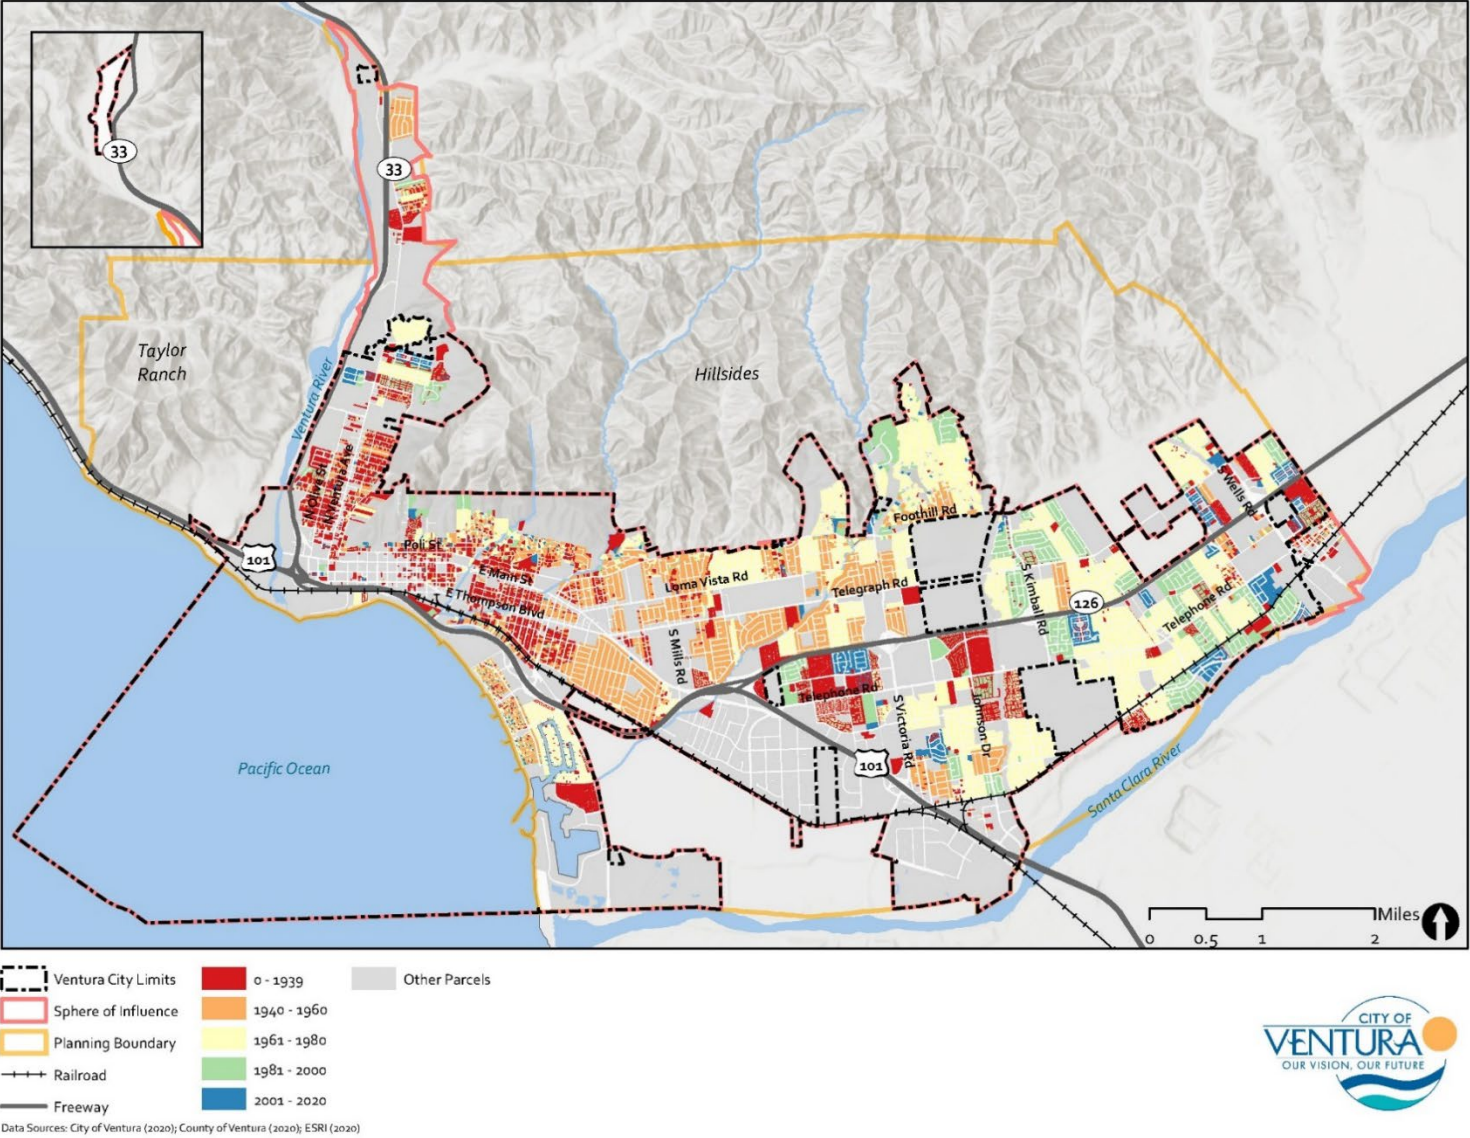 33
33
Taylor
Ranch
Ventura River
Hillsides
N Olive St
N Ventura Ave
Poli St
E Main St
E Thompson Blvd
101
Loma Vista Rd
Telegraph Rd
Foothill Rd
S Mills Rd
S Kimball Rd
126
S Wells Rd
Telephone Rd
Telephone Rd
S Victoria Rd
Johnson Dr
101
Pacific Ocean
Santa Clara River
Miles
0 0.5 1 2
Ventura City Limits
Sphere of Influence
Planning Boundary
Railroad
Freeway
0 - 1939
1940 - 1960
1961 - 1980
1981 - 2000
2001 - 2020
Other Parcels
Data Sources: City of Ventura (2020); County of Ventura (2020); ESRI (2020)
CITY OF
VENTURA
OUR VISION, OUR FUTURE